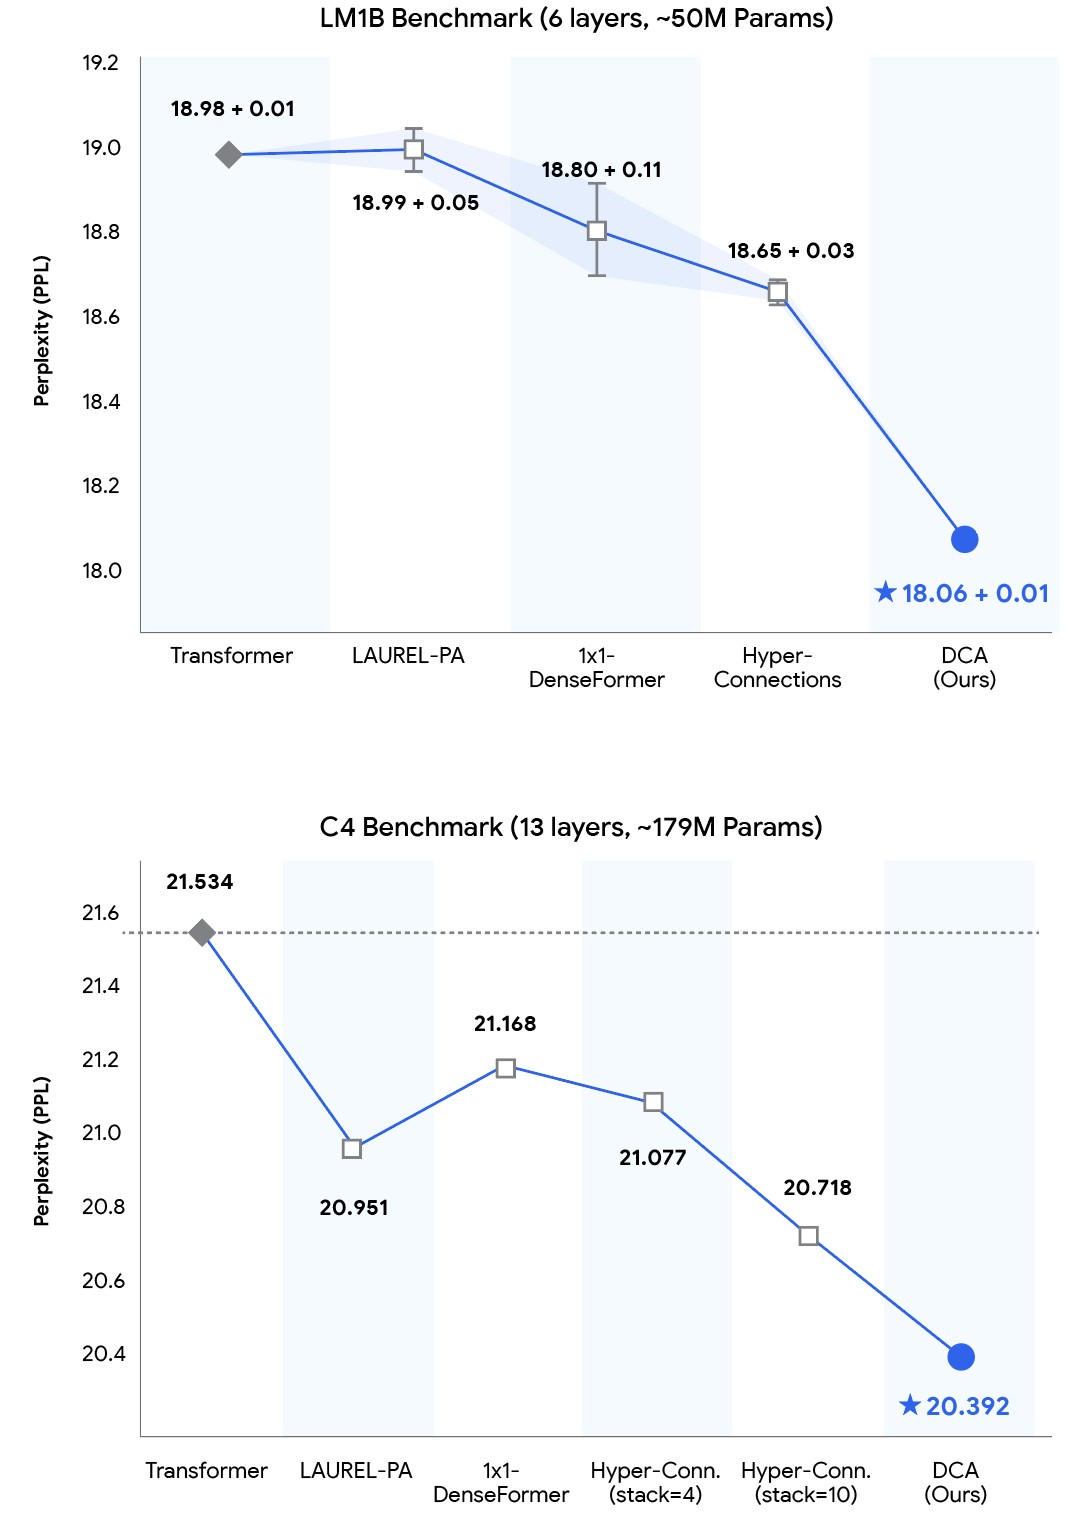 LM1B Benchmark (6 layers, ~50M Params)
Perplexity (PPL)
19.2
19.0
18.8
18.6
18.4
18.2
18.0
18.98 + 0.01
18.99 + 0.05
18.80 + 0.11
18.65 + 0.03
★ 18.06 + 0.01
Transformer
LAUREL-PA
1x1-
DenseFormer
Hyper-
Connections
DCA
(Ours)
C4 Benchmark (13 layers, ~179M Params)
Perplexity (PPL)
21.6
21.4
21.2
21.0
20.8
20.6
20.4
21.534
20.951
21.168
21.077
20.718
★ 20.392
Transformer
LAUREL-PA
1x1-
DenseFormer
Hyper-Conn.
(stack=4)
Hyper-Conn.
(stack=10)
DCA
(Ours)